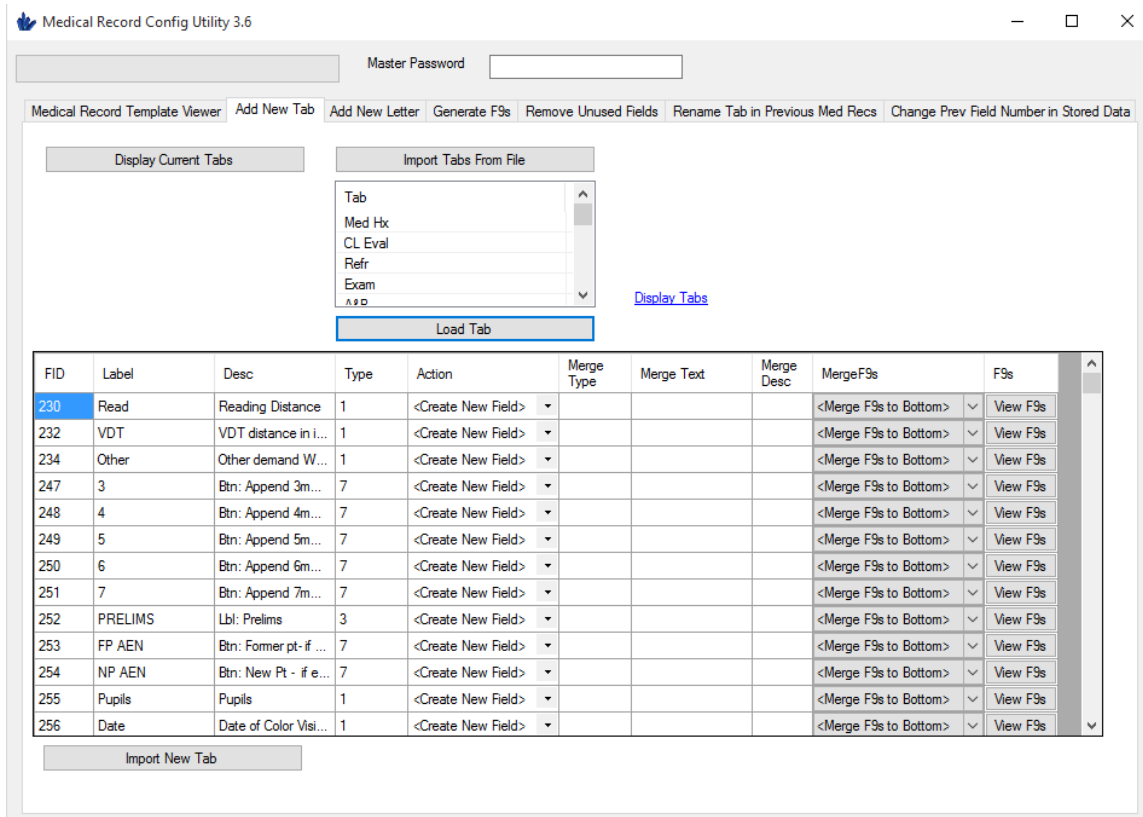 Medical Record Config Utility 3.6
Master Password
Medical Record Template Viewer Add New Tab Add New Letter Generate F9s Remove Unused Fields Rename Tab in Previous Med Recs Change Prev Field Number in Stored Data
Display Current Tabs Import Tabs From File
Tab
Med Hx
CL Eval
Refr
Exam
A&P
Display Tabs
Load Tab
FID Label Desc Type Action Merge Type Merge Text Merge Desc MergeF9s F9s
230 Read Reading Distance 1 <Create New Field> <Merge F9s to Bottom> View F9s
232 VDT VDT distance in i... 1 <Create New Field> <Merge F9s to Bottom> View F9s
234 Other Other demand W... 1 <Create New Field> <Merge F9s to Bottom> View F9s
247 3 Btn: Append 3m... 7 <Create New Field> <Merge F9s to Bottom> View F9s
248 4 Btn: Append 4m... 7 <Create New Field> <Merge F9s to Bottom> View F9s
249 5 Btn: Append 5m... 7 <Create New Field> <Merge F9s to Bottom> View F9s
250 6 Btn: Append 6m... 7 <Create New Field> <Merge F9s to Bottom> View F9s
251 7 Btn: Append 7m... 7 <Create New Field> <Merge F9s to Bottom> View F9s
252 PRELIMS Lbl: Prelims 3 <Create New Field> <Merge F9s to Bottom> View F9s
253 FP AEN Btn: Former pt- if ... 7 <Create New Field> <Merge F9s to Bottom> View F9s
254 NP AEN Btn: New Pt - if e... 7 <Create New Field> <Merge F9s to Bottom> View F9s
255 Pupils Pupils 1 <Create New Field> <Merge F9s to Bottom> View F9s
256 Date Date of Color Visi... 1 <Create New Field> <Merge F9s to Bottom> View F9s
Import New Tab